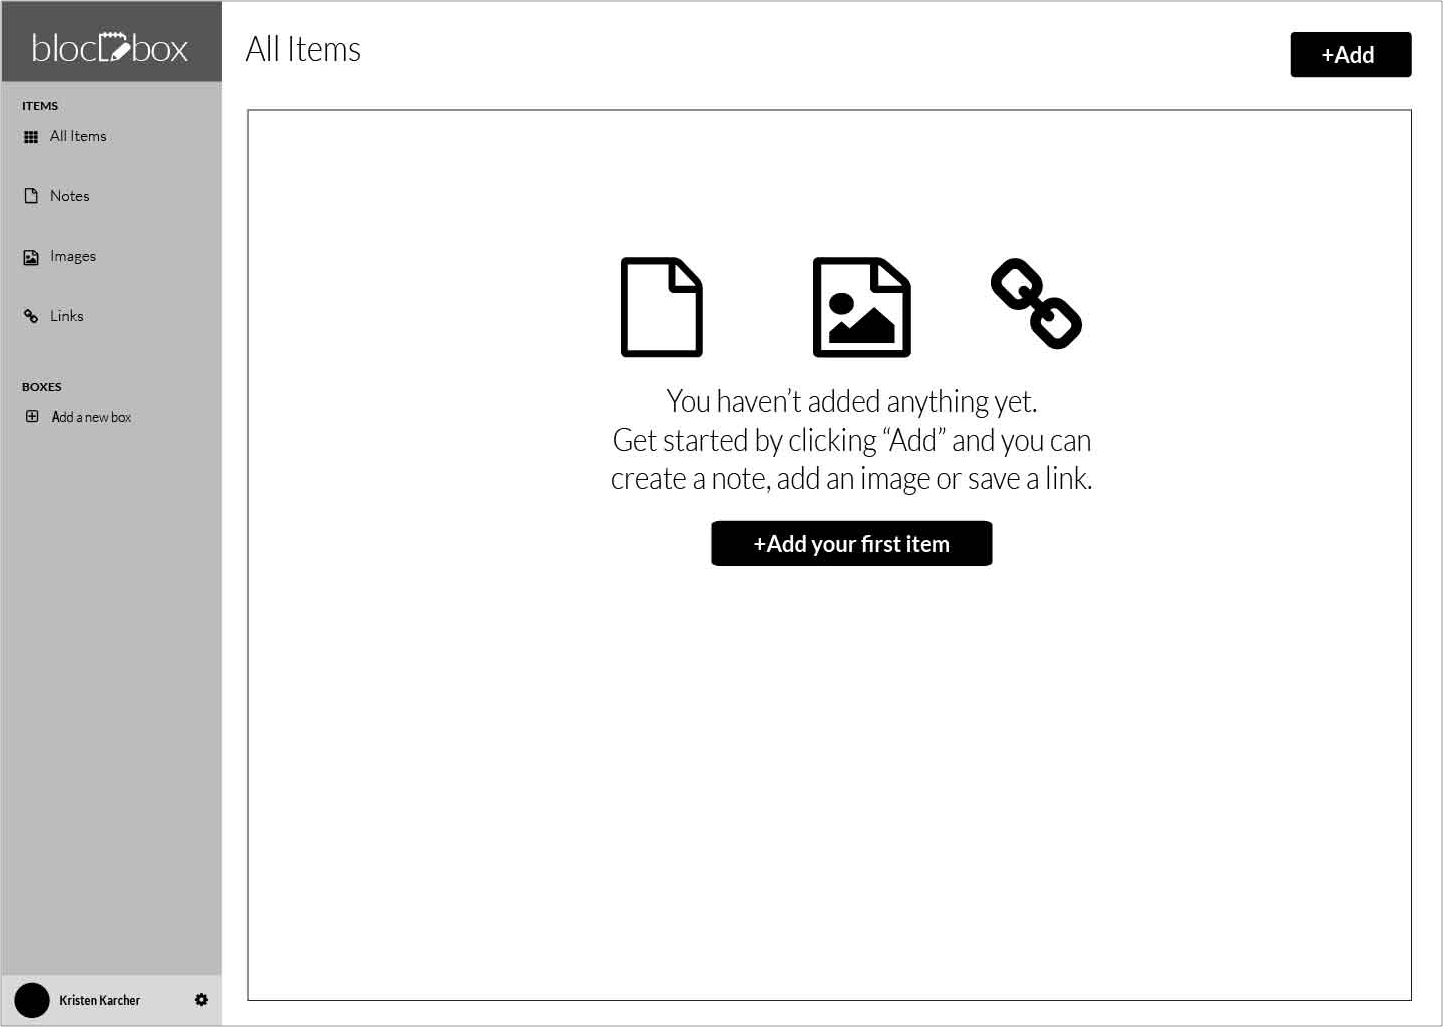 blocbox
All Items
+Add
ITEMS
All Items
Notes
Images
Links
BOXES
Add a new box
You haven’t added anything yet.
Get started by clicking “Add” and you can
create a note, add an image or save a link.
+Add your first item
Kristen Karcher